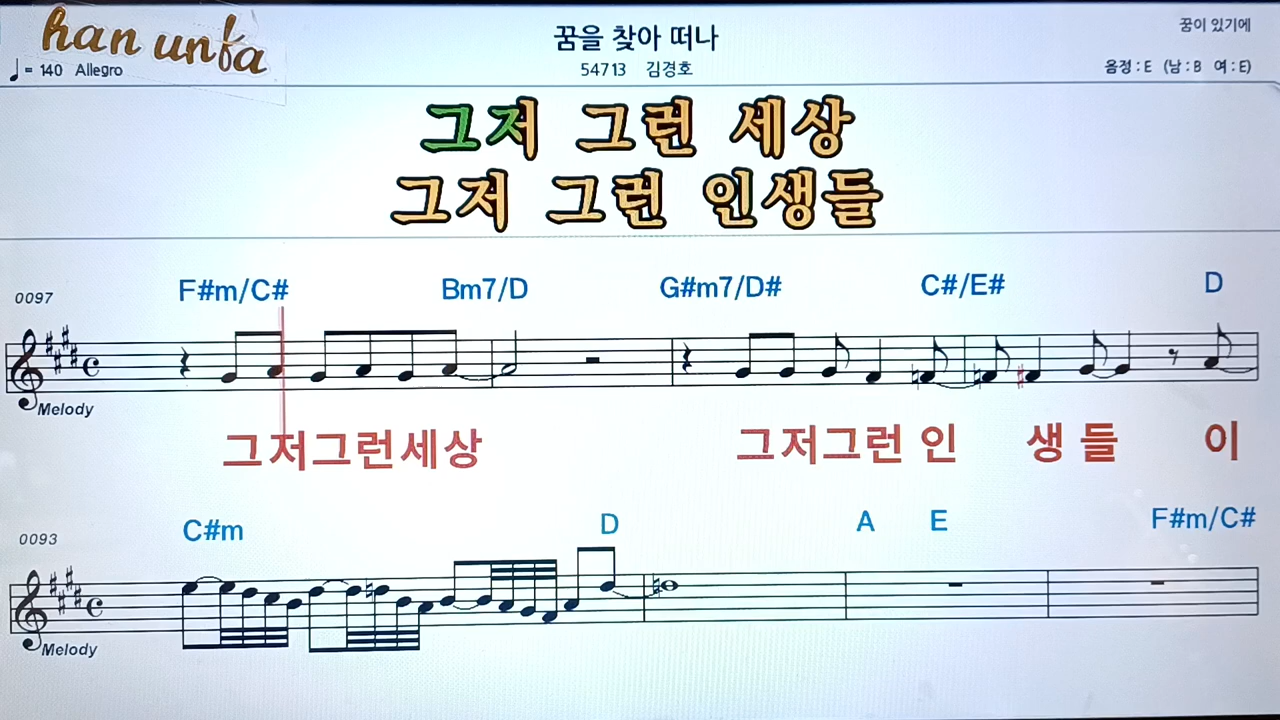 han unfa
꿈을 찾아 떠나
꿈이 있기에
♩= 140 Allegro
54713 김경호
음정 : E (남 : B 여 : E)
그저 그런 세상
그저 그런 인생들
0097
F#m/C# Bm7/D G#m7/D# C#/E# D
Melody
그저그런세상 그저그런 인 생 들 이
0093
C#m D A E F#m/C#
Melody